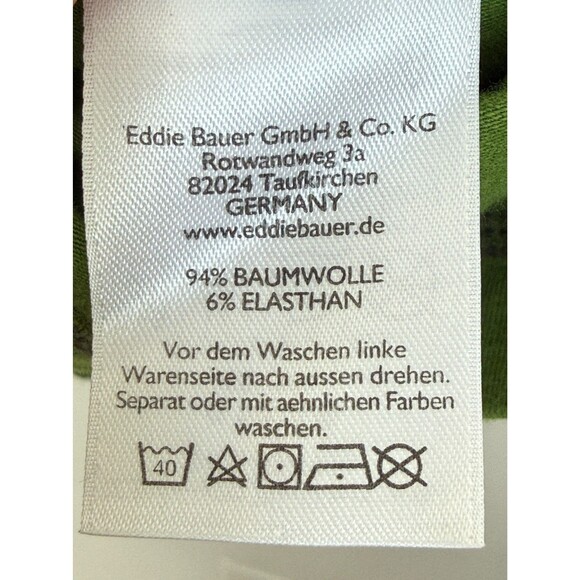 Eddie Bauer GmbH & Co. KG
Rotwandweg 3a
82024 Taufkirchen
GERMANY
www.eddiebauer.de
94% BAUMWOLLE
6% ELASTHAN
Vor dem Waschen linke
Warenseite nach aussen drehen.
Separat oder mit aehnlichen Farben
waschen.
40